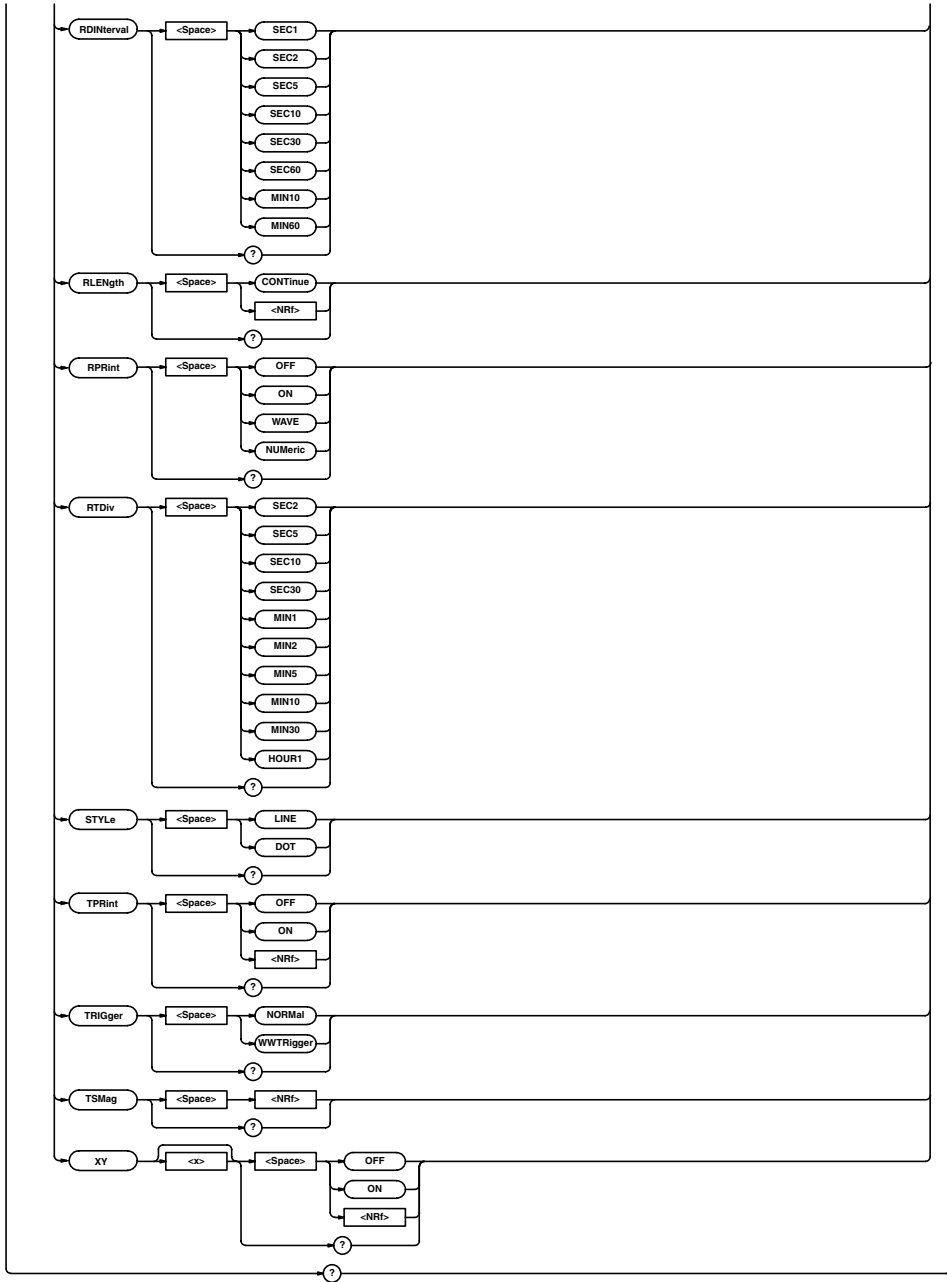 RDINterval <Space> SEC1
SEC2
SEC5
SEC10
SEC30
SEC60
MIN10
MIN60
?
RLENgth <Space> CONTinue
<NRf>
?
RPRint <Space> OFF
ON
WAVE
NUMeric
?
RTDiv <Space> SEC2
SEC5
SEC10
SEC30
MIN1
MIN2
MIN5
MIN10
MIN30
HOUR1
?
STYLe <Space> LINE
DOT
?
TPRint <Space> OFF
ON
<NRf>
?
TRIGger <Space> NORMal
WWTRigger
?
TSMag <Space> <NRf>
?
XY <x> <Space> OFF
ON
<NRf>
?
?